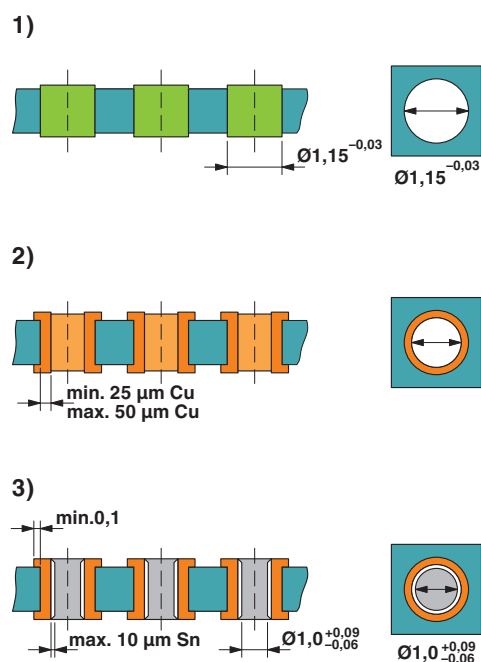 1)
Ø1,15 −0,03
Ø1,15 −0,03
2)
min. 25 µm Cu
max. 50 µm Cu
3)
min.0,1
max. 10 µm Sn
Ø1,0 +0,09 −0,06
Ø1,0 +0,09 −0,06